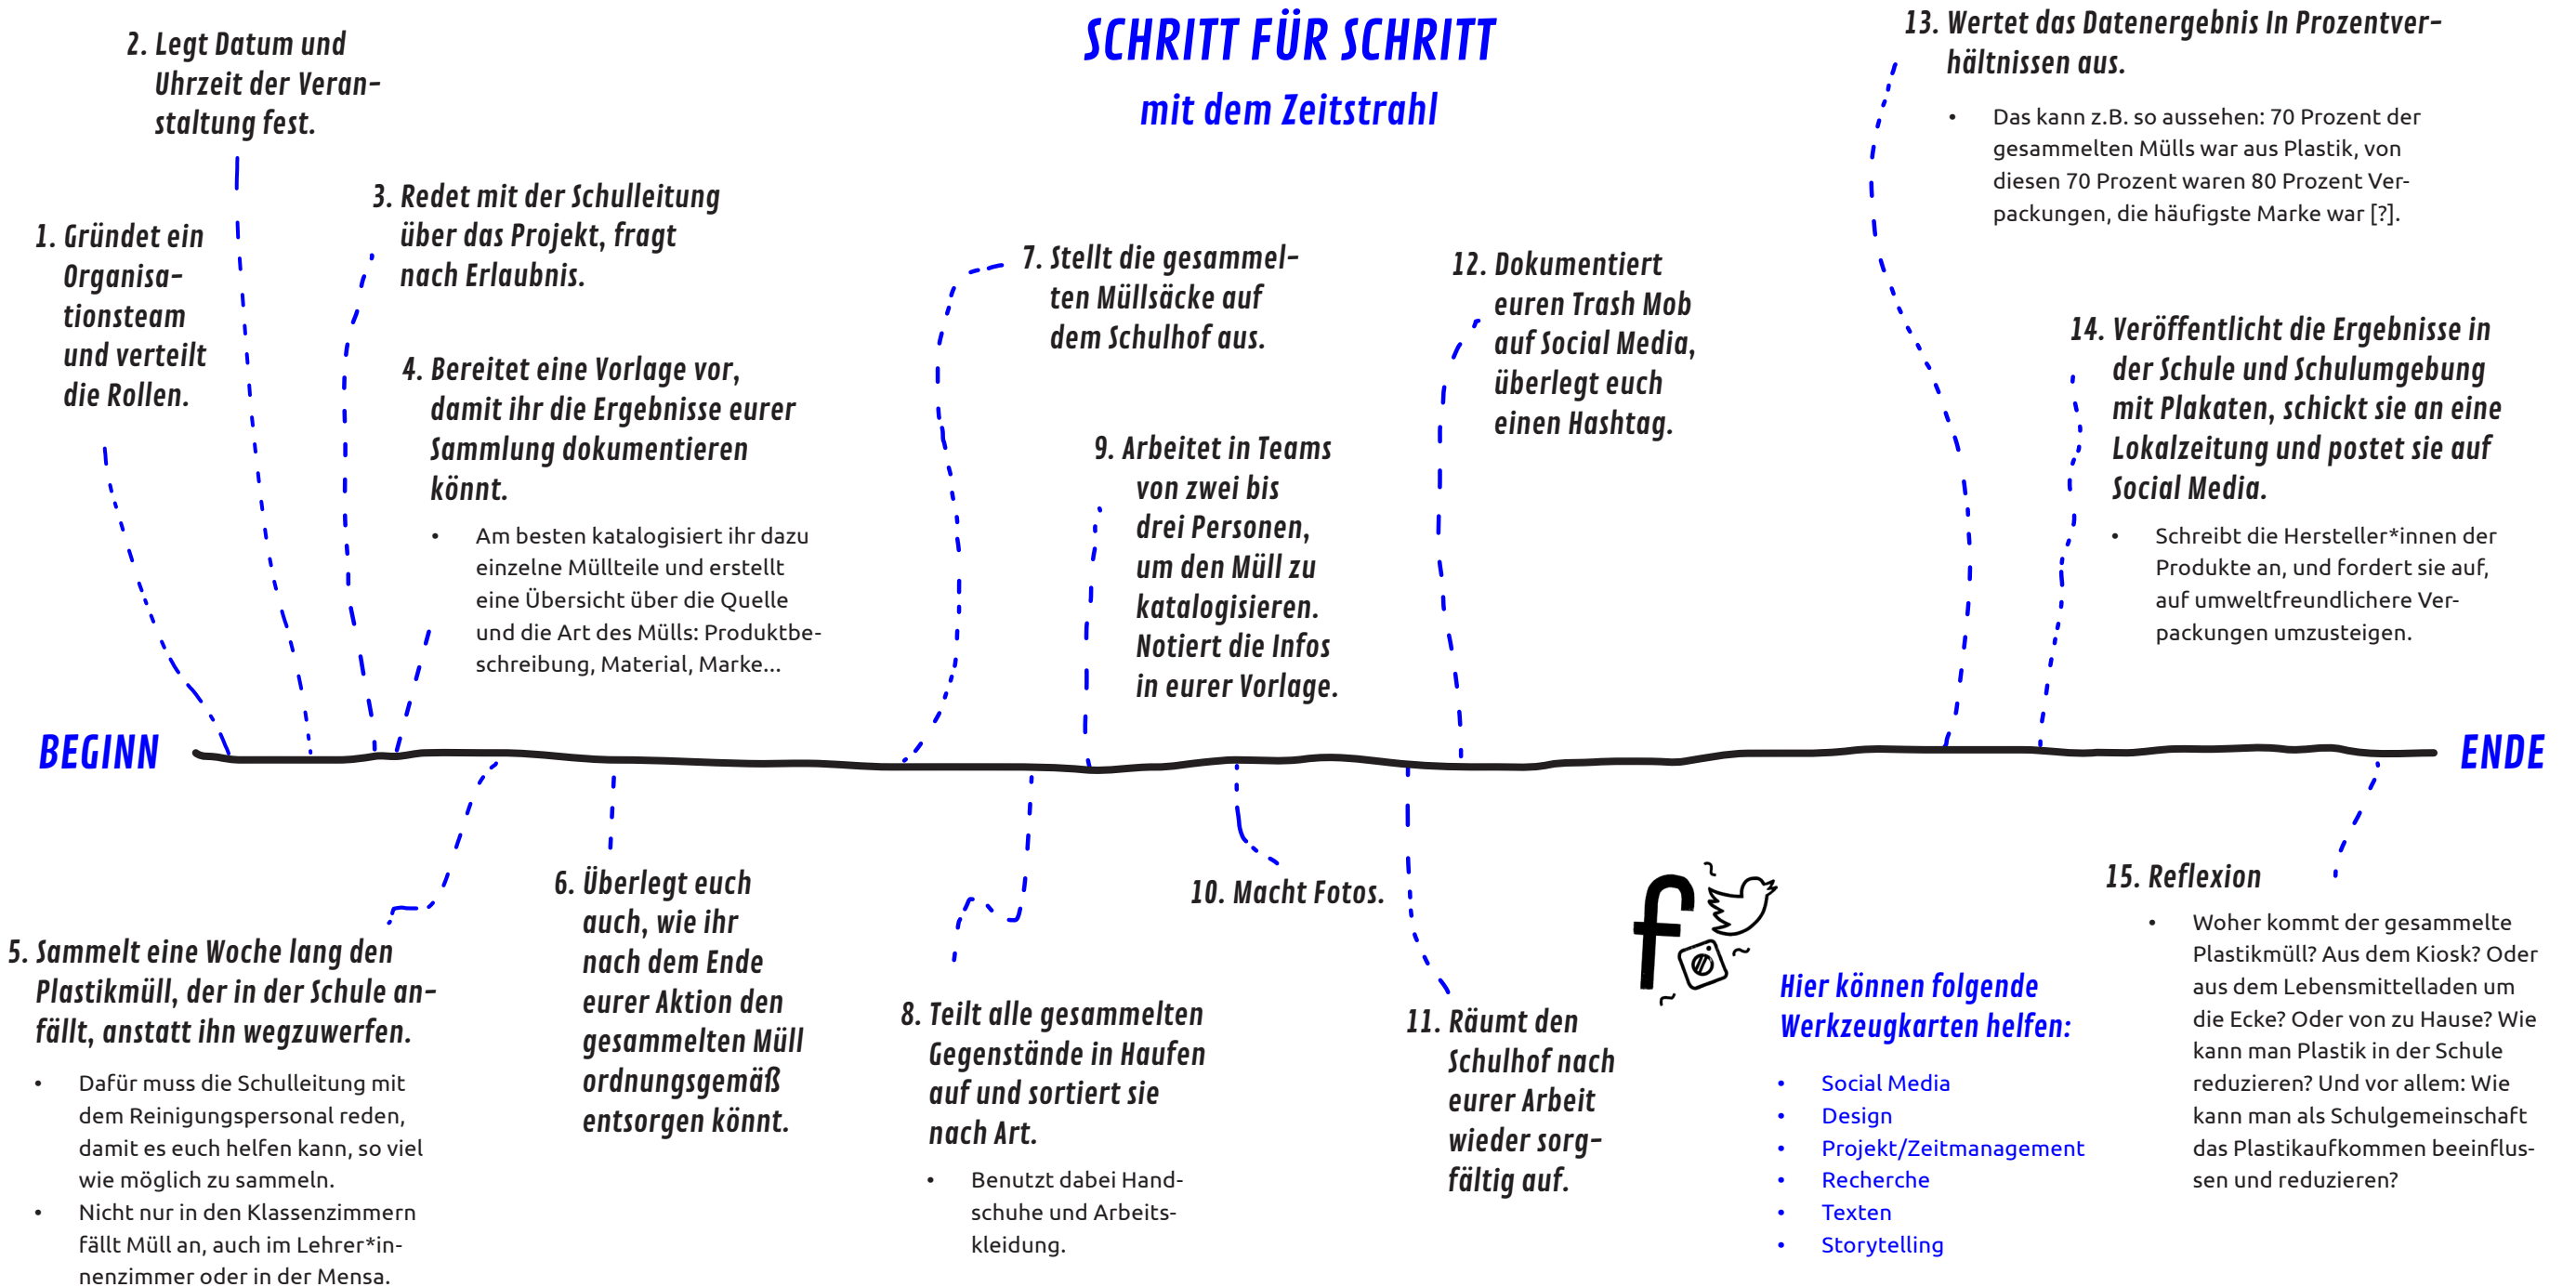 SCHRITT FÜR SCHRITT
mit dem Zeitstrahl
BEGINN
1. Gründet ein
Organisa-
tionsteam
und verteilt
die Rollen.
2. Legt Datum und
Uhrzeit der Veran-
staltung fest.
3. Redet mit der Schulleitung
über das Projekt, fragt
nach Erlaubnis.
4. Bereitet eine Vorlage vor,
damit ihr die Ergebnisse eurer
Sammlung dokumentieren
könnt.
• Am besten katalogisiert ihr dazu
einzelne Müllteile und erstellt
eine Übersicht über die Quelle
und die Art des Mülls: Produktbe-
schreibung, Material, Marke...
5. Sammelt eine Woche lang den
Plastikmüll, der in der Schule an-
fällt, anstatt ihn wegzuwerfen.
• Dafür muss die Schulleitung mit
dem Reinigungspersonal reden,
damit es euch helfen kann, so viel
wie möglich zu sammeln.
• Nicht nur in den Klassenzimmern
fällt Müll an, auch im Lehrer*in-
nenzimmer oder in der Mensa.
6. Überlegt euch
auch, wie ihr
nach dem Ende
eurer Aktion den
gesammelten Müll
ordnungsgemäß
entsorgen könnt.
7. Stellt die gesammel-
ten Müllsäcke auf
dem Schulhof aus.
8. Teilt alle gesammelten
Gegenstände in Haufen
auf und sortiert sie
nach Art.
• Benutzt dabei Hand-
schuhe und Arbeits-
kleidung.
9. Arbeitet in Teams
von zwei bis
drei Personen,
um den Müll zu
katalogisieren.
Notiert die Infos
in eurer Vorlage.
10. Macht Fotos.
11. Räumt den
Schulhof nach
eurer Arbeit
wieder sorg-
fältig auf.
12. Dokumentiert
euren Trash Mob
auf Social Media,
überlegt euch
einen Hashtag.
Hier können folgende
Werkzeugkarten helfen:
• Social Media
• Design
• Projekt/Zeitmanagement
• Recherche
• Texten
• Storytelling
13. Wertet das Datenergebnis In Prozentver-
hältnissen aus.
• Das kann z.B. so aussehen: 70 Prozent der
gesammelten Mülls war aus Plastik, von
diesen 70 Prozent waren 80 Prozent Ver-
packungen, die häufigste Marke war [?].
14. Veröffentlicht die Ergebnisse in
der Schule und Schulumgebung
mit Plakaten, schickt sie an eine
Lokalzeitung und postet sie auf
Social Media.
• Schreibt die Hersteller*innen der
Produkte an, und fordert sie auf,
auf umweltfreundlichere Ver-
packungen umzusteigen.
15. Reflexion
• Woher kommt der gesammelte
Plastikmüll? Aus dem Kiosk? Oder
aus dem Lebensmittelladen um
die Ecke? Oder von zu Hause? Wie
kann man Plastik in der Schule
reduzieren? Und vor allem: Wie
kann man als Schulgemeinschaft
das Plastikaufkommen beeinflus-
sen und reduzieren?
ENDE